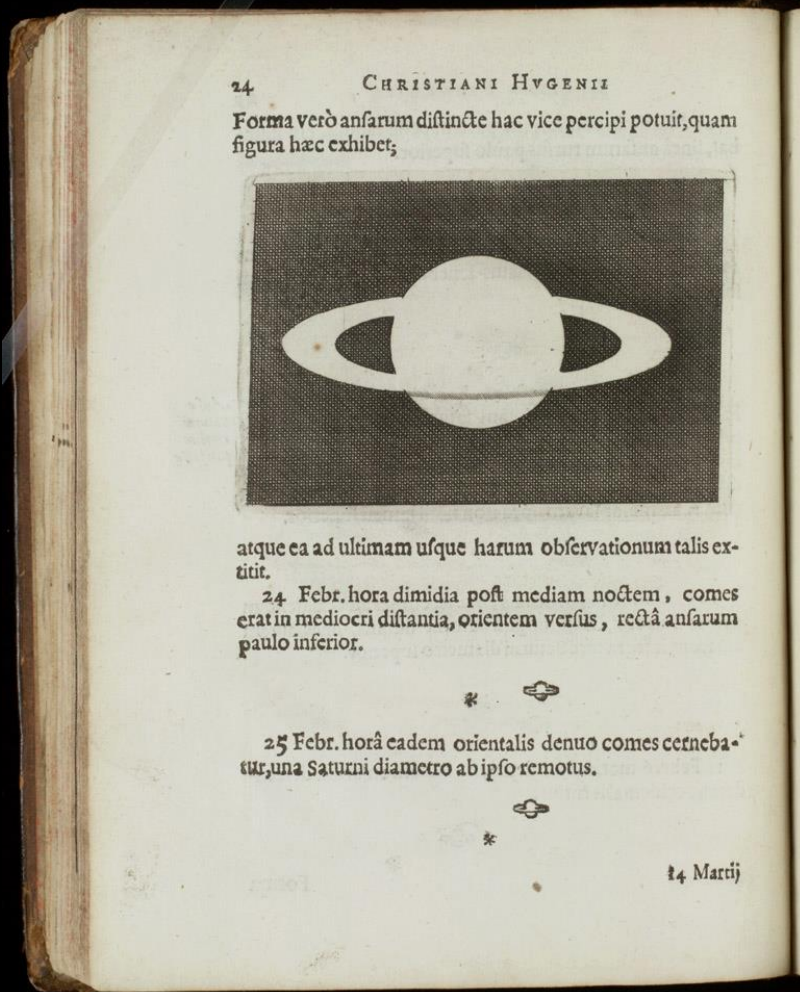 24 CHRISTIANI HVGENII
Forma verò anſarum diſtincte hac vice percipi potuit, quam
figura hæc exhibet;
atque ea ad ultimam uſque harum obſervationum talis ex-
titit.
24 Febr. hora dimidia poſt mediam noctem, comes
erat in mediocri diſtantia, orientem verſus, rectâ anſarum
paulo inferior.
25 Febr. horâ eadem orientalis denuo comes cerneba-
tur, una Saturni diametro ab ipſo remotus.
14 Martij